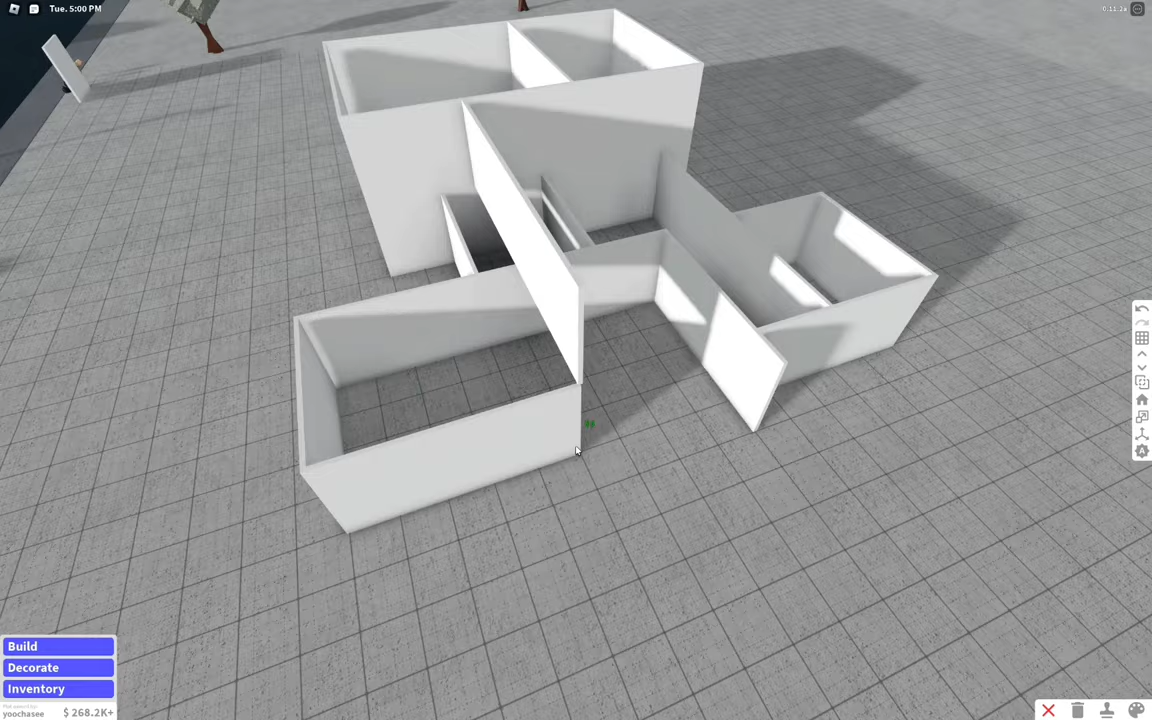 Tue. 5:00 PM
Build
Decorate
Inventory
yoochasee
$ 268.2K+